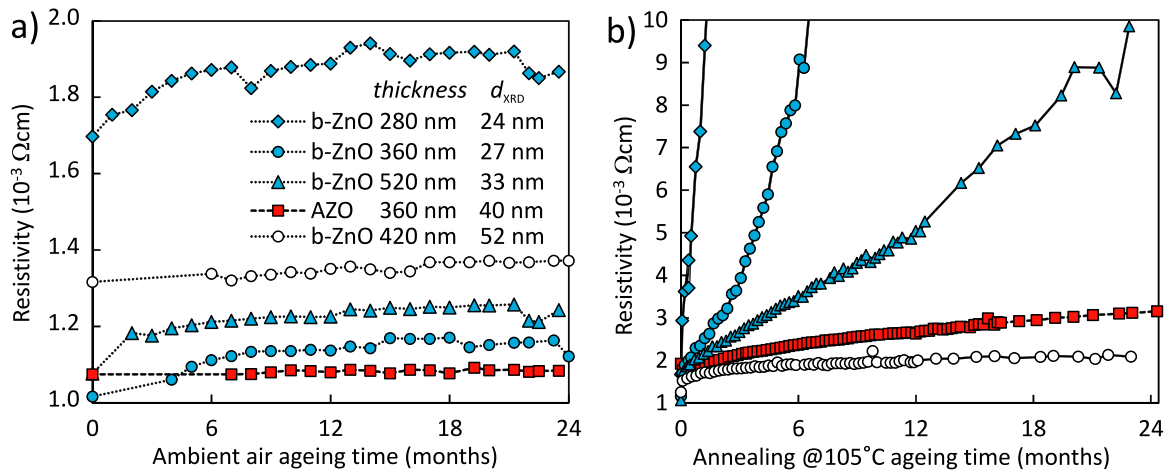 a)
2.0
1.8
1.6
1.4
1.2
1.0
Resistivity (10⁻³ Ωcm)
thickness dXRD
b-ZnO 280 nm 24 nm
b-ZnO 360 nm 27 nm
b-ZnO 520 nm 33 nm
AZO 360 nm 40 nm
b-ZnO 420 nm 52 nm
0 6 12 18 24
Ambient air ageing time (months)
b)
10
9
8
7
6
5
4
3
2
1
Resistivity (10⁻³ Ωcm)
0 6 12 18 24
Annealing @105˚C ageing time (months)